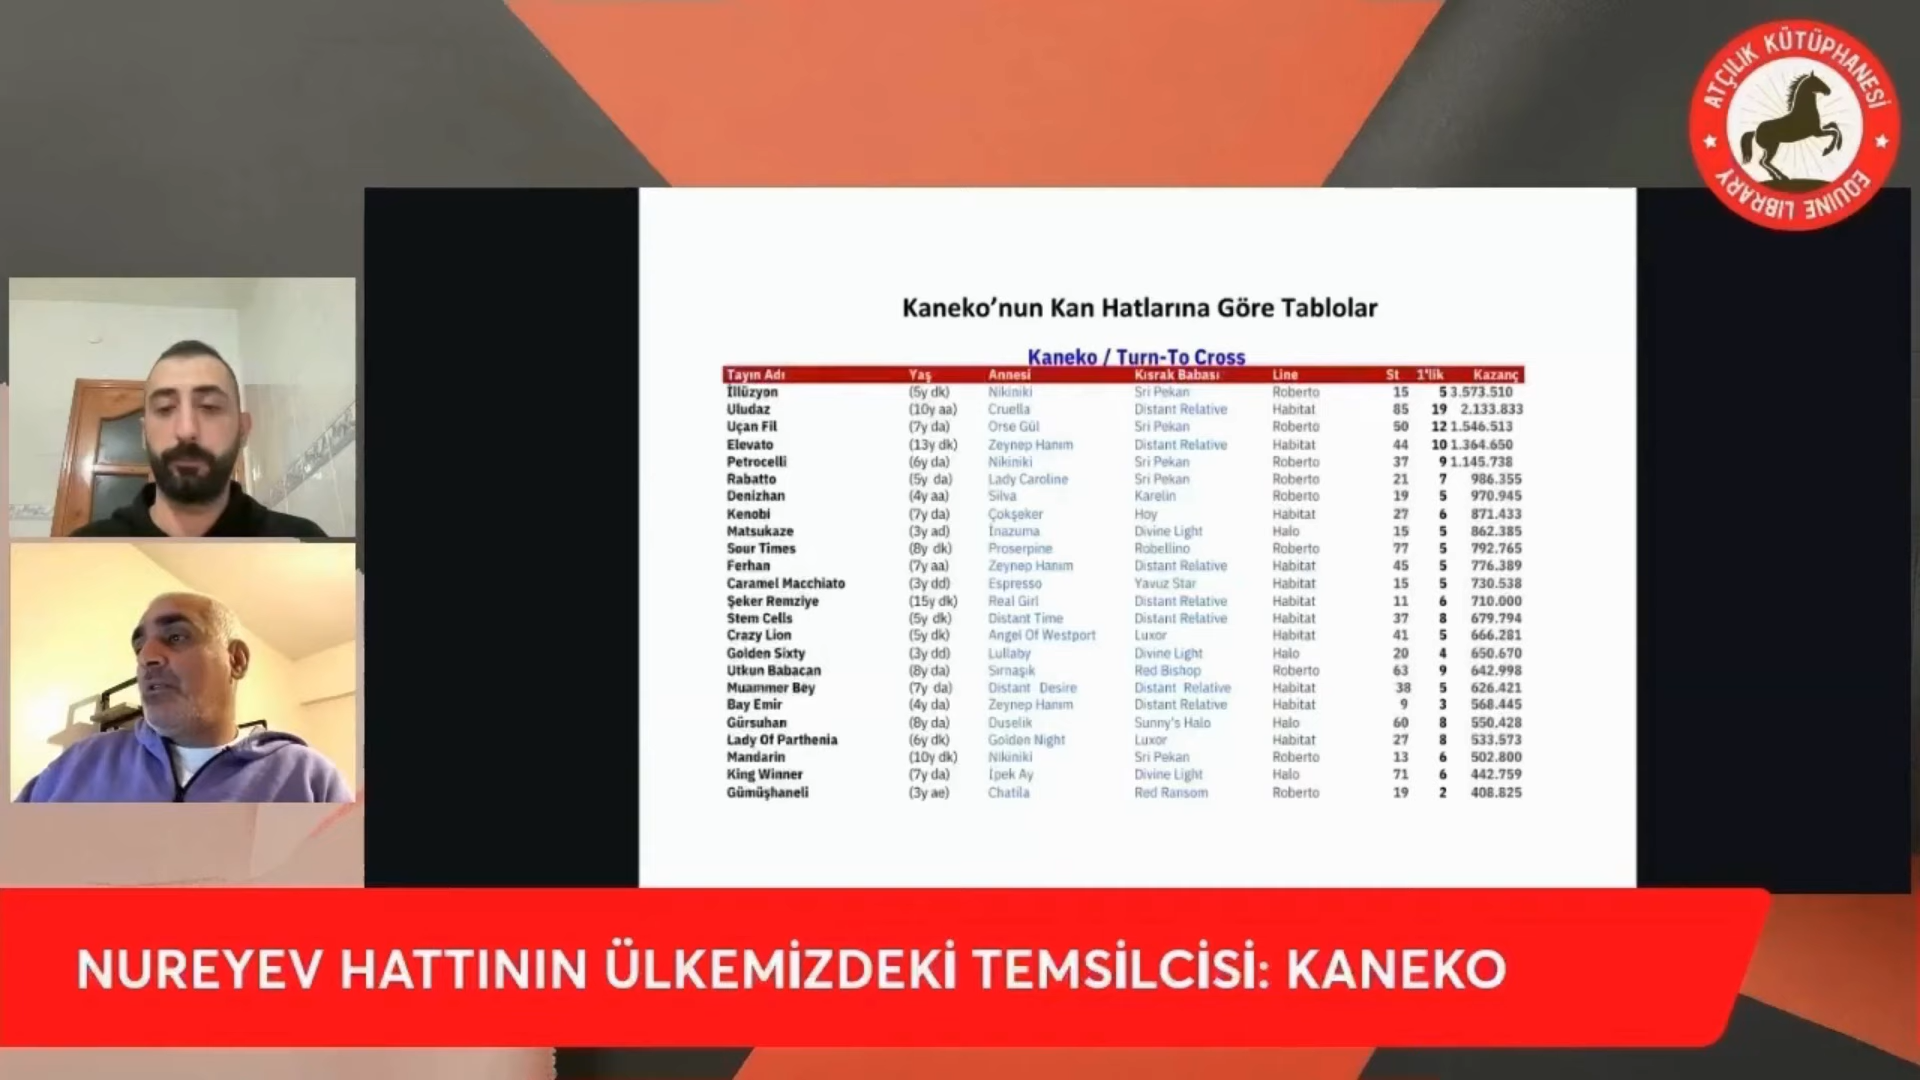 ATÇILIK KÜTÜPHANESİ
EQUINE LIBRARY
Kaneko’nun Kan Hatlarına Göre Tablolar
Kaneko / Turn-To Cross
Tayın Adı Yaş Annesi Kısrak Babası Line St 1'lik Kazanç
İllüzyon (5y dk) Nikiniki Sri Pekan Roberto 15 5 3.573.510
Uludaz (10y aa) Cruella Distant Relative Habitat 85 19 2.133.833
Uçan Fil (7y da) Orse Gül Sri Pekan Roberto 50 12 1.546.513
Elevato (13y dk) Zeynep Hanım Distant Relative Habitat 44 10 1.364.650
Petrocelli (6y da) Nikiniki Sri Pekan Roberto 37 9 1.145.738
Rabatto (5y da) Lady Caroline Sri Pekan Roberto 21 7 986.355
Denizhan (4y aa) Silva Karelin Roberto 19 5 970.945
Kenobi (7y da) Çokşeker Hoy Habitat 27 6 871.433
Matsukaze (3y ad) İnazuma Divine Light Halo 15 5 862.385
Sour Times (8y dk) Proserpine Robellino Roberto 77 5 792.765
Ferhan (7y aa) Zeynep Hanım Distant Relative Habitat 45 5 776.389
Caramel Macchiato (3y dd) Espresso Yavuz Star Habitat 15 5 730.538
Şeker Remziye (15y dk) Real Girl Distant Relative Habitat 11 6 710.000
Stem Cells (5y dk) Distant Time Distant Relative Habitat 37 8 679.794
Crazy Lion (5y dk) Angel Of Westport Luxor Habitat 41 5 666.281
Golden Sixty (3y dd) Lullaby Divine Light Halo 20 4 650.670
Utkun Babacan (8y da) Sırnaşık Red Bishop Roberto 63 9 642.998
Muammer Bey (7y da) Distant Desire Distant Relative Habitat 38 5 626.421
Bay Emir (4y da) Zeynep Hanım Distant Relative Habitat 9 3 568.445
Gürsuhan (8y da) Duselik Sunny's Halo Halo 60 8 550.428
Lady Of Parthenia (6y dk) Golden Night Luxor Habitat 27 8 533.573
Mandarin (10y dk) Nikiniki Sri Pekan Roberto 13 6 502.800
King Winner (7y da) İpek Ay Divine Light Halo 71 6 442.759
Gümüşhaneli (3y ae) Chatila Red Ransom Roberto 19 2 408.825
NUREYEV HATTININ ÜLKEMİZDEKİ TEMSİLCİSİ: KANEKO